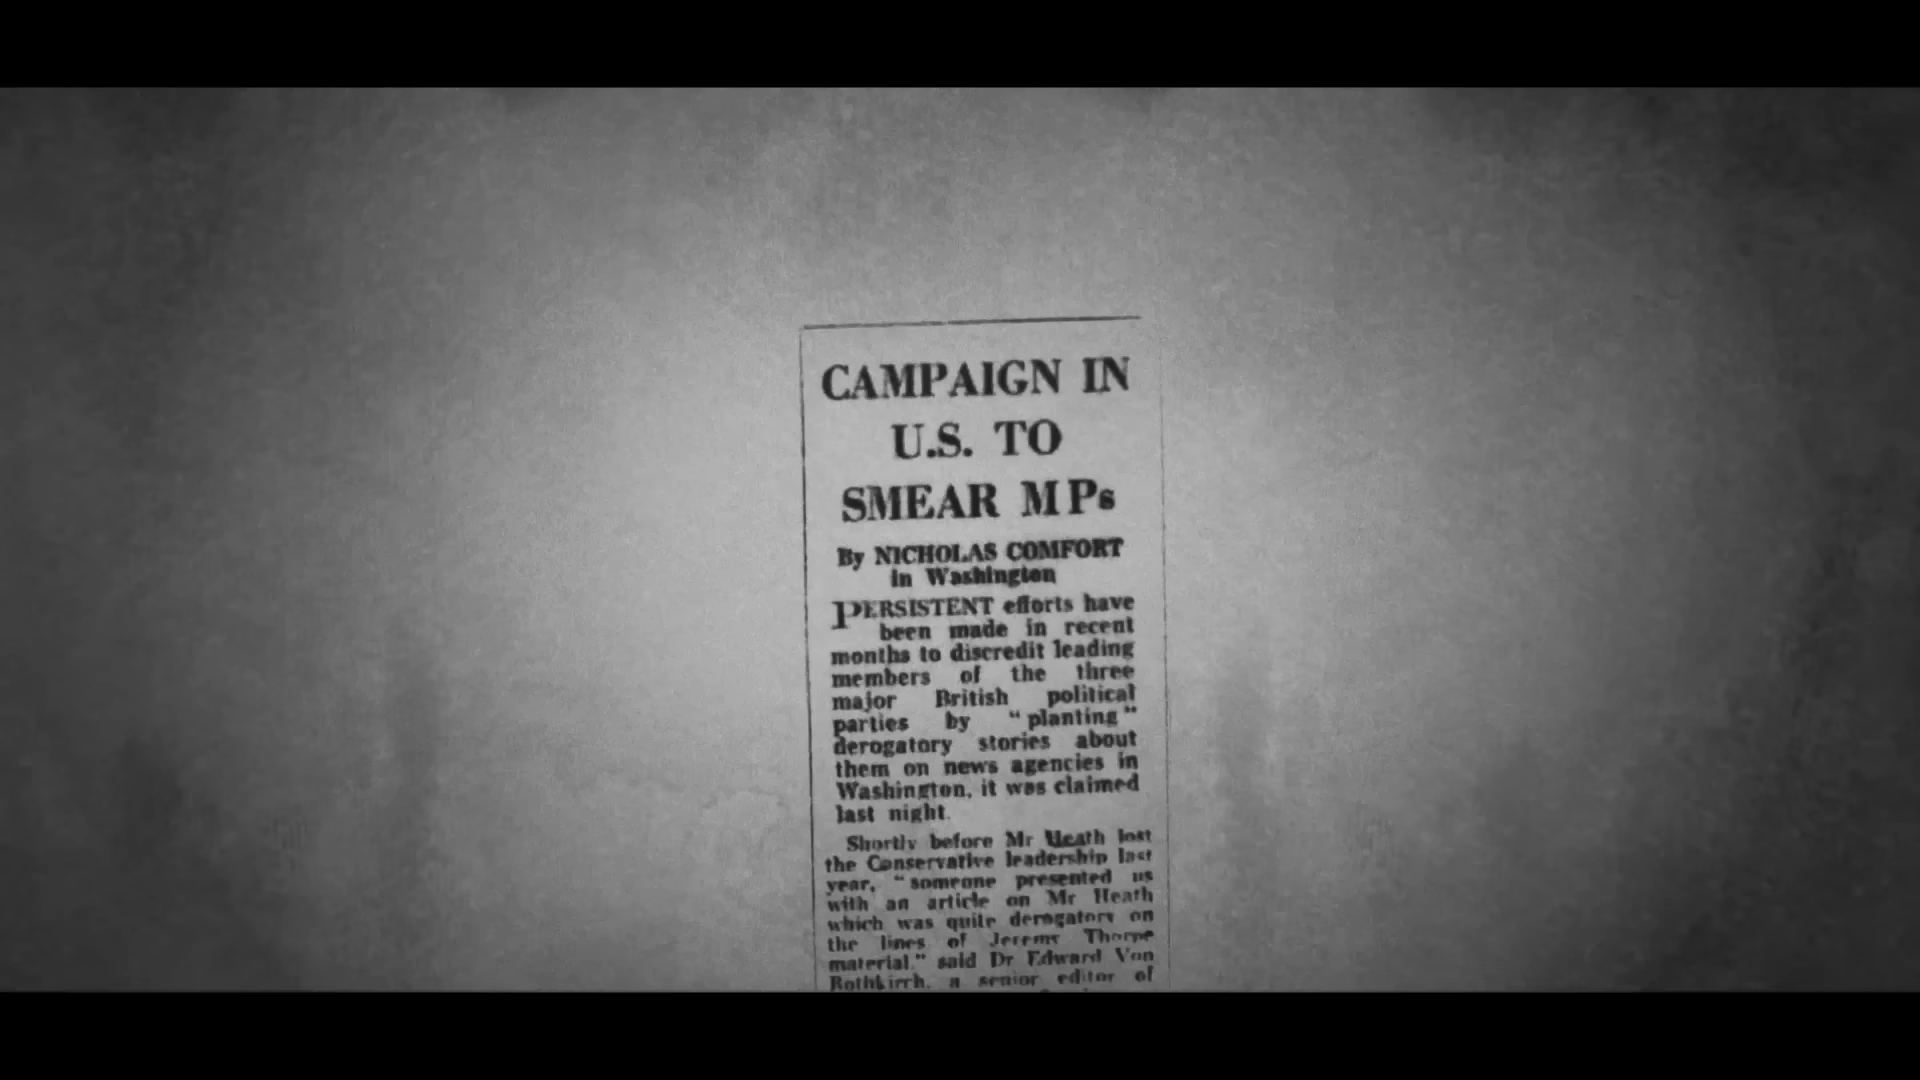 CAMPAIGN IN
U.S. TO
SMEAR MPs
By NICHOLAS COMFORT
in Washington
PERSISTENT efforts have
been made in recent
months to discredit leading
members of the three
major British political
parties by “planting”
derogatory stories about
them on news agencies in
Washington, it was claimed
last night.
Shortly before Mr Heath lost
the Conservative leadership last
year, “someone presented us
with an article on Mr Heath
which was quite derogatory on
the lines of Jeremy Thorpe
material,” said Dr Edward Von
Rothkirch, a senior editor of